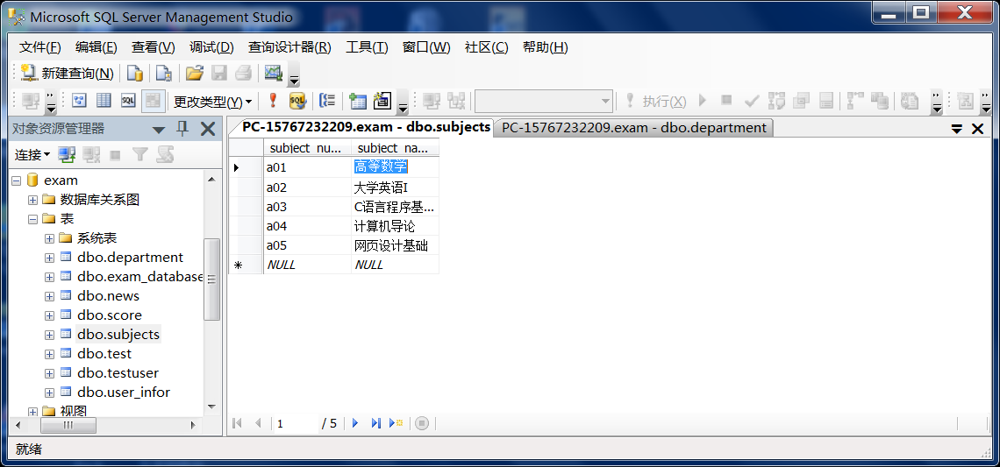 Microsoft SQL Server Management Studio
文件(F) 编辑(E) 查看(V) 调试(D) 查询设计器(R) 工具(T) 窗口(W) 社区(C) 帮助(H)
新建查询(N)
更改类型(Y) 执行(X)
对象资源管理器
PC-15767232209.exam - dbo.subjects PC-15767232209.exam - dbo.department
连接
subject_nu... subject_na...
a01 高等数学
a02 大学英语I
a03 C语言程序基...
a04 计算机导论
a05 网页设计基础
NULL NULL
exam
数据库关系图
表
系统表
dbo.department
dbo.exam_database
dbo.news
dbo.score
dbo.subjects
dbo.test
dbo.testuser
dbo.user_infor
视图
1 / 5
就绪